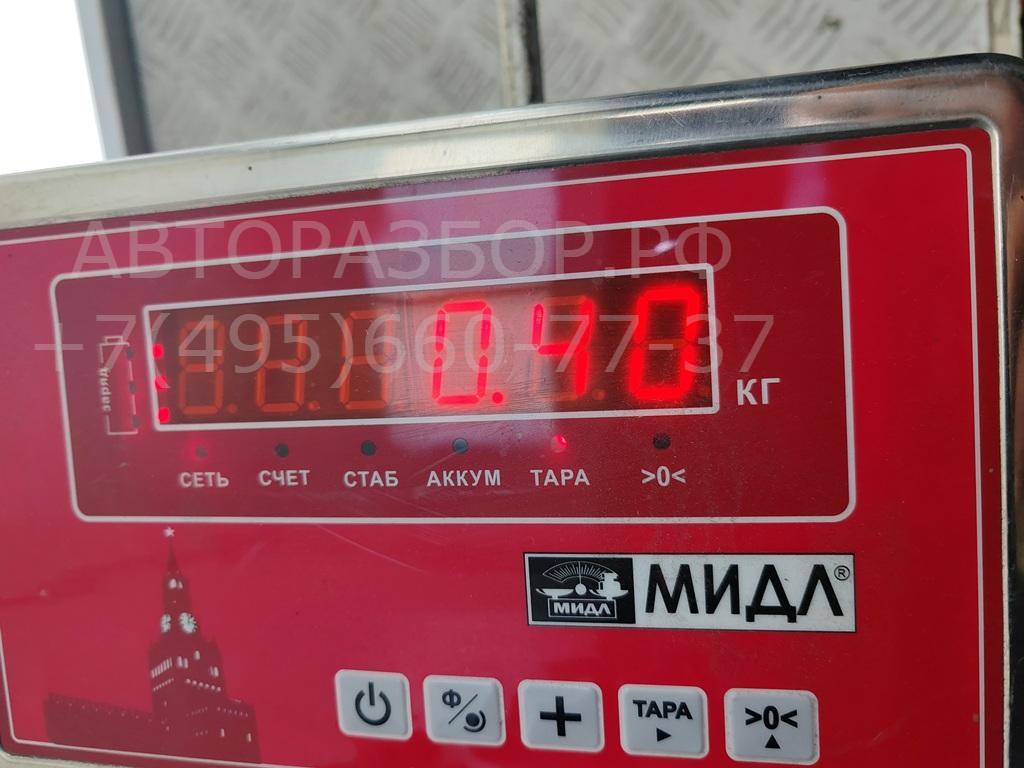 АВТОРАЗБОР.РФ
+7(495)660-77-37
0.40
КГ
заряд
СЕТЬ СЧЕТ СТАБ АККУМ ТАРА >0<
МИДЛ МИДЛ®
Ф ТАРА >0<